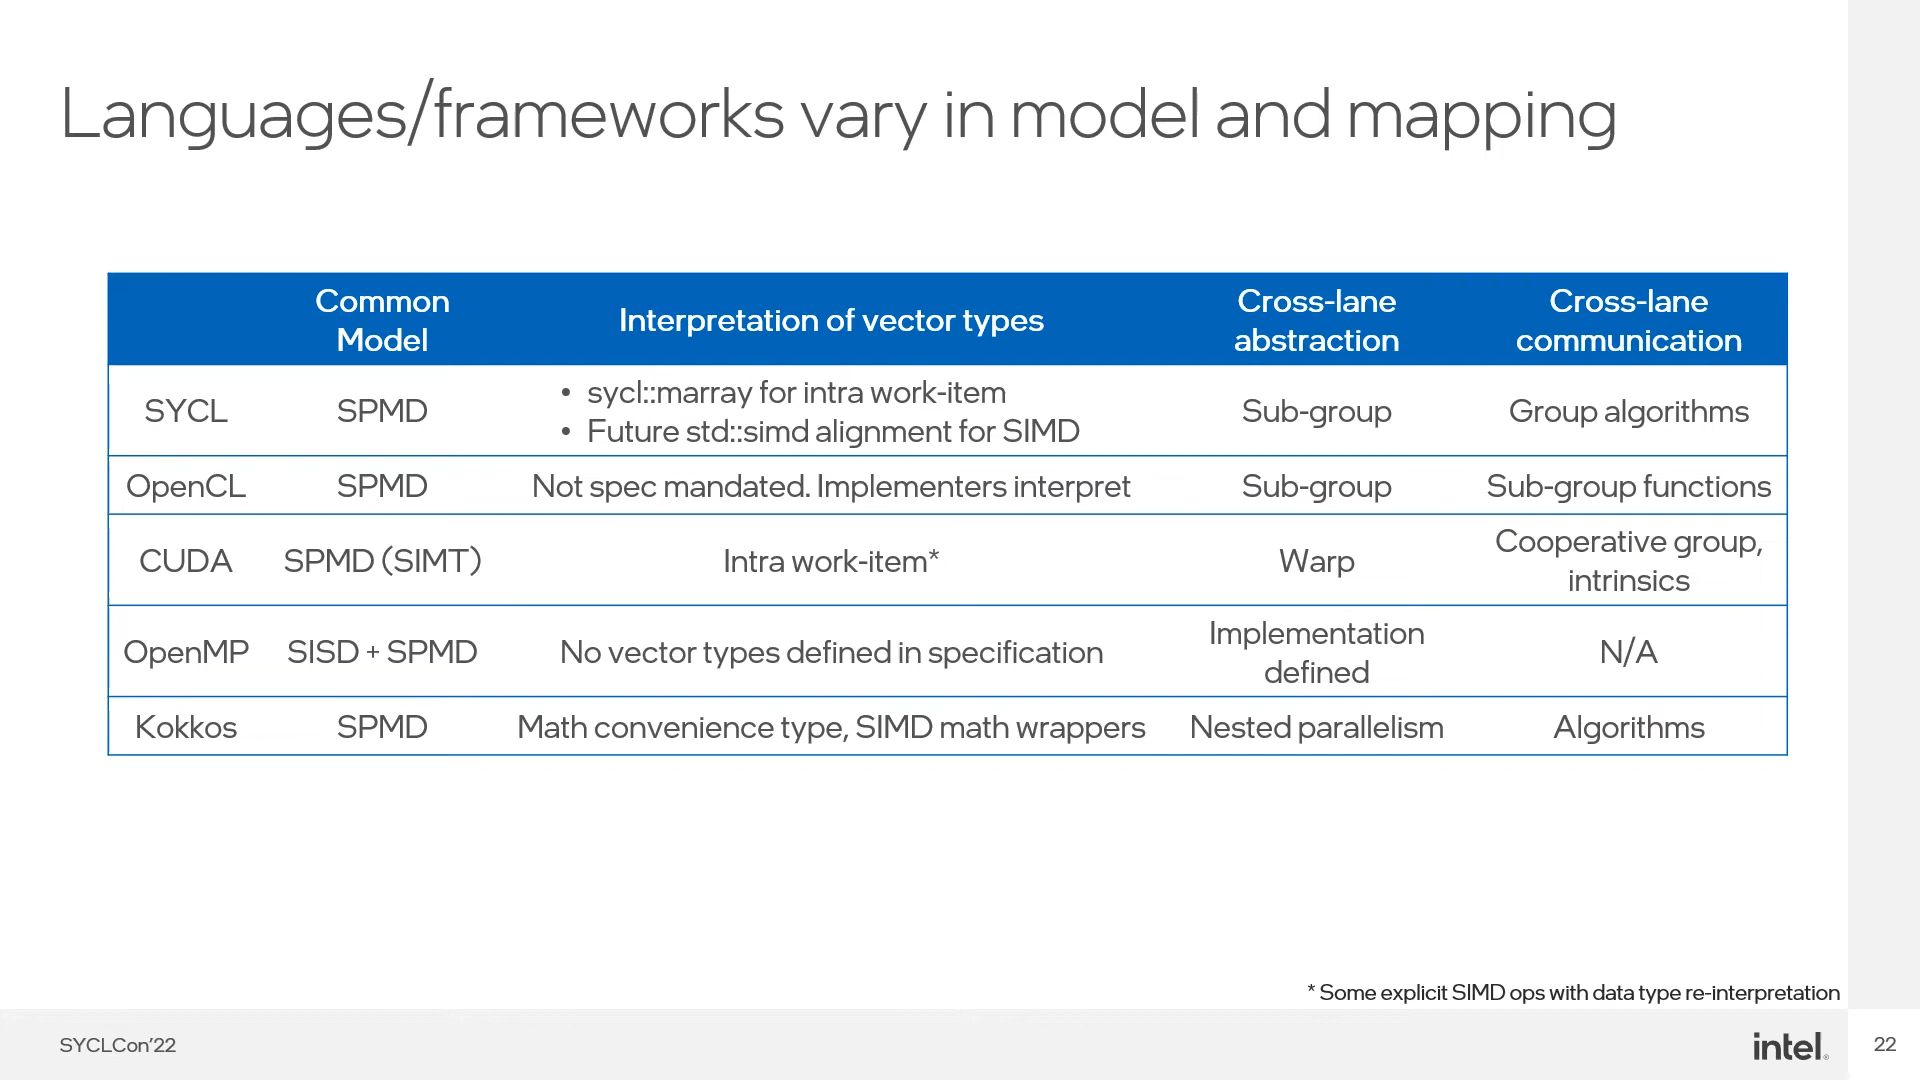 Languages/frameworks vary in model and mapping
Common Model
Interpretation of vector types
Cross-lane abstraction
Cross-lane communication
SYCL
SPMD
• sycl::marray for intra work-item
• Future std::simd alignment for SIMD
Sub-group
Group algorithms
OpenCL
SPMD
Not spec mandated. Implementers interpret
Sub-group
Sub-group functions
CUDA
SPMD (SIMT)
Intra work-item*
Warp
Cooperative group,
intrinsics
OpenMP
SISD + SPMD
No vector types defined in specification
Implementation
defined
N/A
Kokkos
SPMD
Math convenience type, SIMD math wrappers
Nested parallelism
Algorithms
* Some explicit SIMD ops with data type re-interpretation
SYCLCon'22
intel®
22